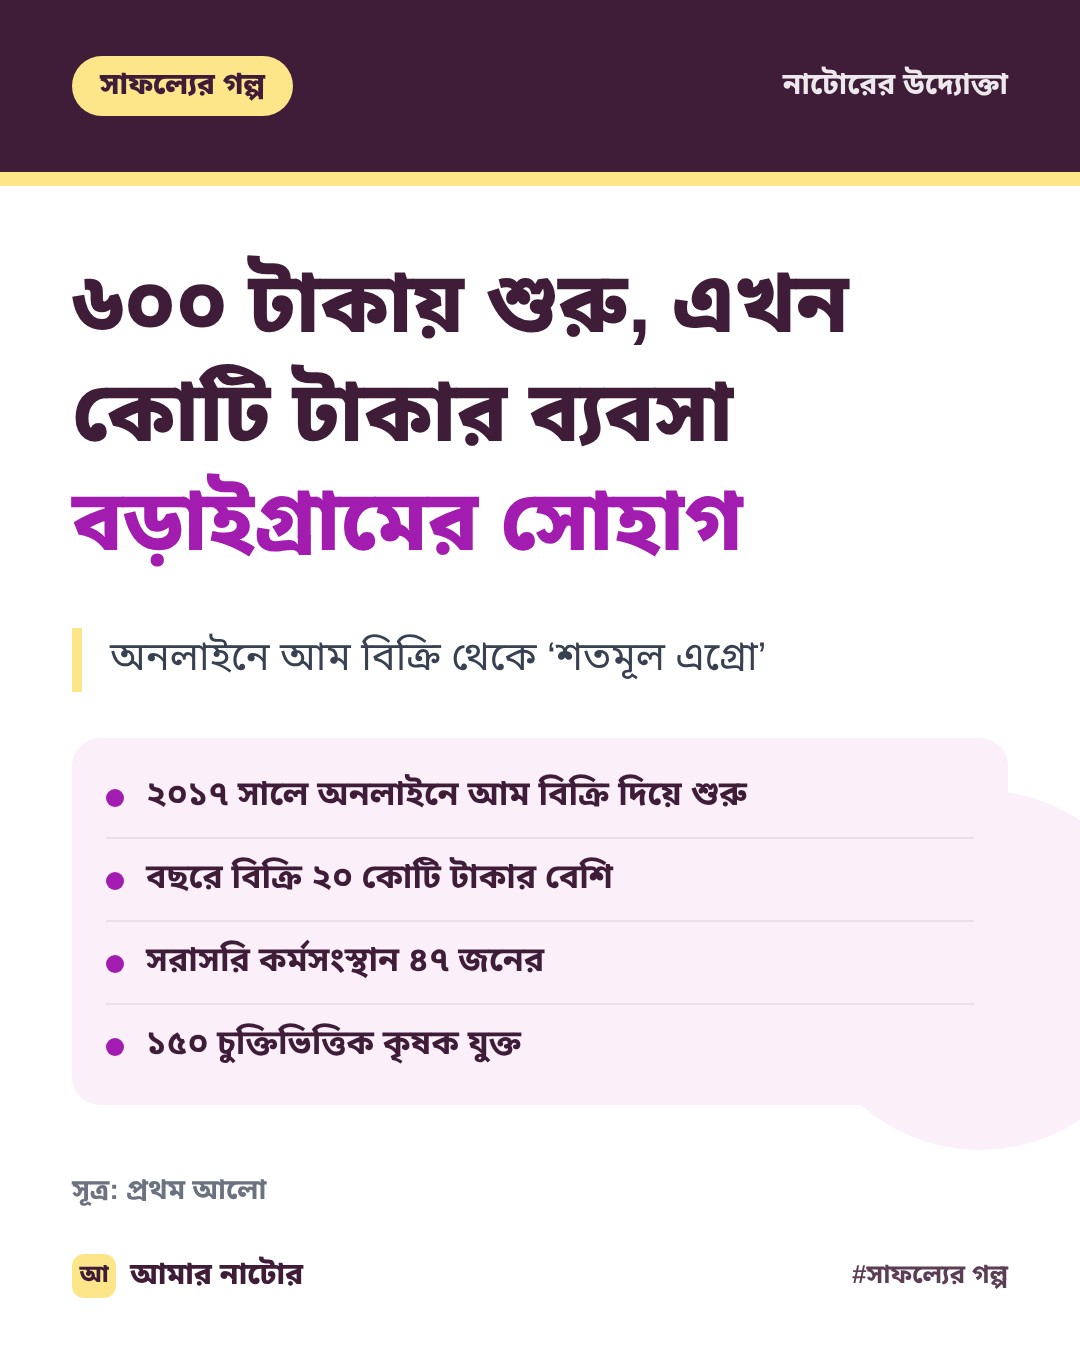 সাফল্যের গল্প
নাটোরের উদ্যোক্তা
৬০০ টাকায় শুরু, এখন
কোটি টাকার ব্যবসা
বড়াইগ্রামের সোহাগ
অনলাইনে আম বিক্রি থেকে ‘শতমূল এগ্রো’
২০১৭ সালে অনলাইনে আম বিক্রি দিয়ে শুরু
বছরে বিক্রি ২০ কোটি টাকার বেশি
সরাসরি কর্মসংস্থান ৪৭ জনের
১৫০ চুক্তিভিত্তিক কৃষক যুক্ত
সূত্র: প্রথম আলো
আ আমার নাটোর
#সাফল্যের গল্প